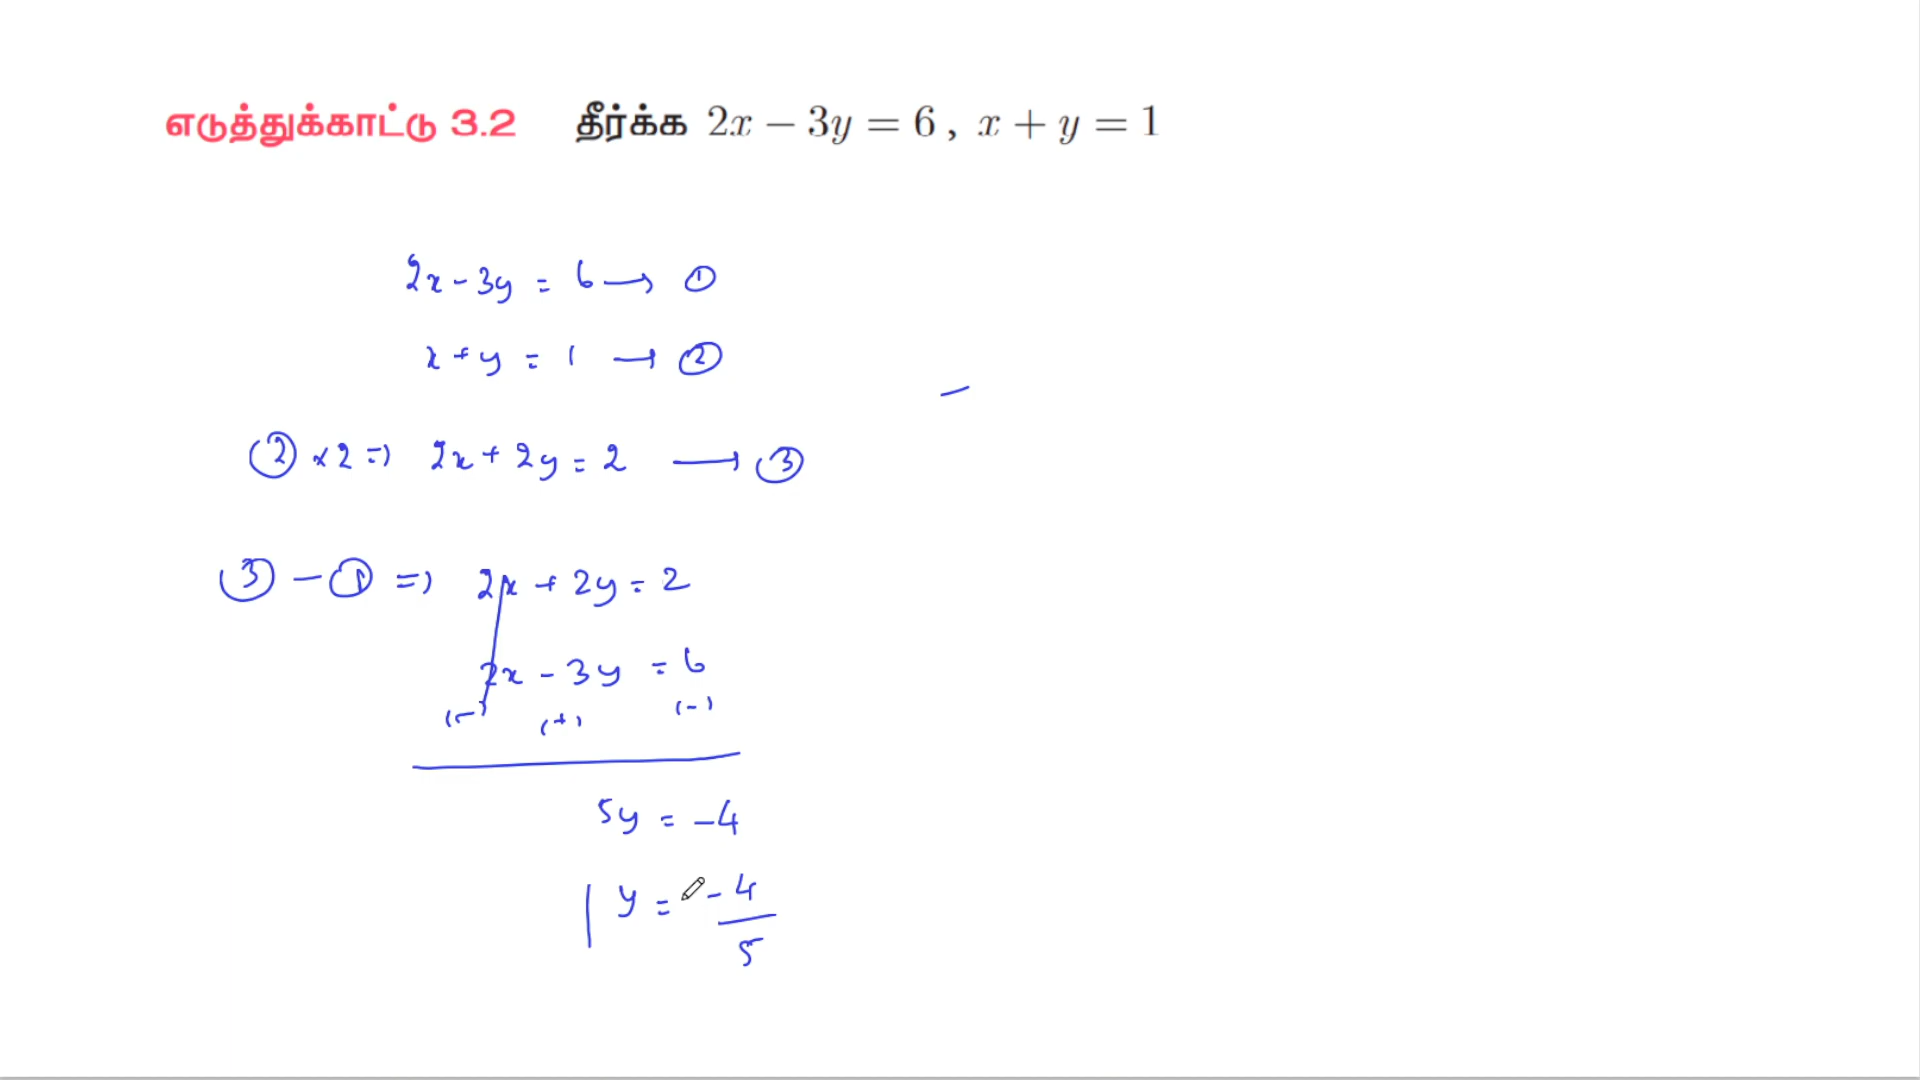 எடுத்துக்காட்டு 3.2 தீர்க்க 2x − 3y = 6 , x + y = 1
2x - 3y = 6 → ①
x + y = 1 → ②
② × 2 => 2x + 2y = 2 → ③
③ - ① => 2x + 2y = 2
2x - 3y = 6
(-) (+) (-)
5y = -4
y = -4/5